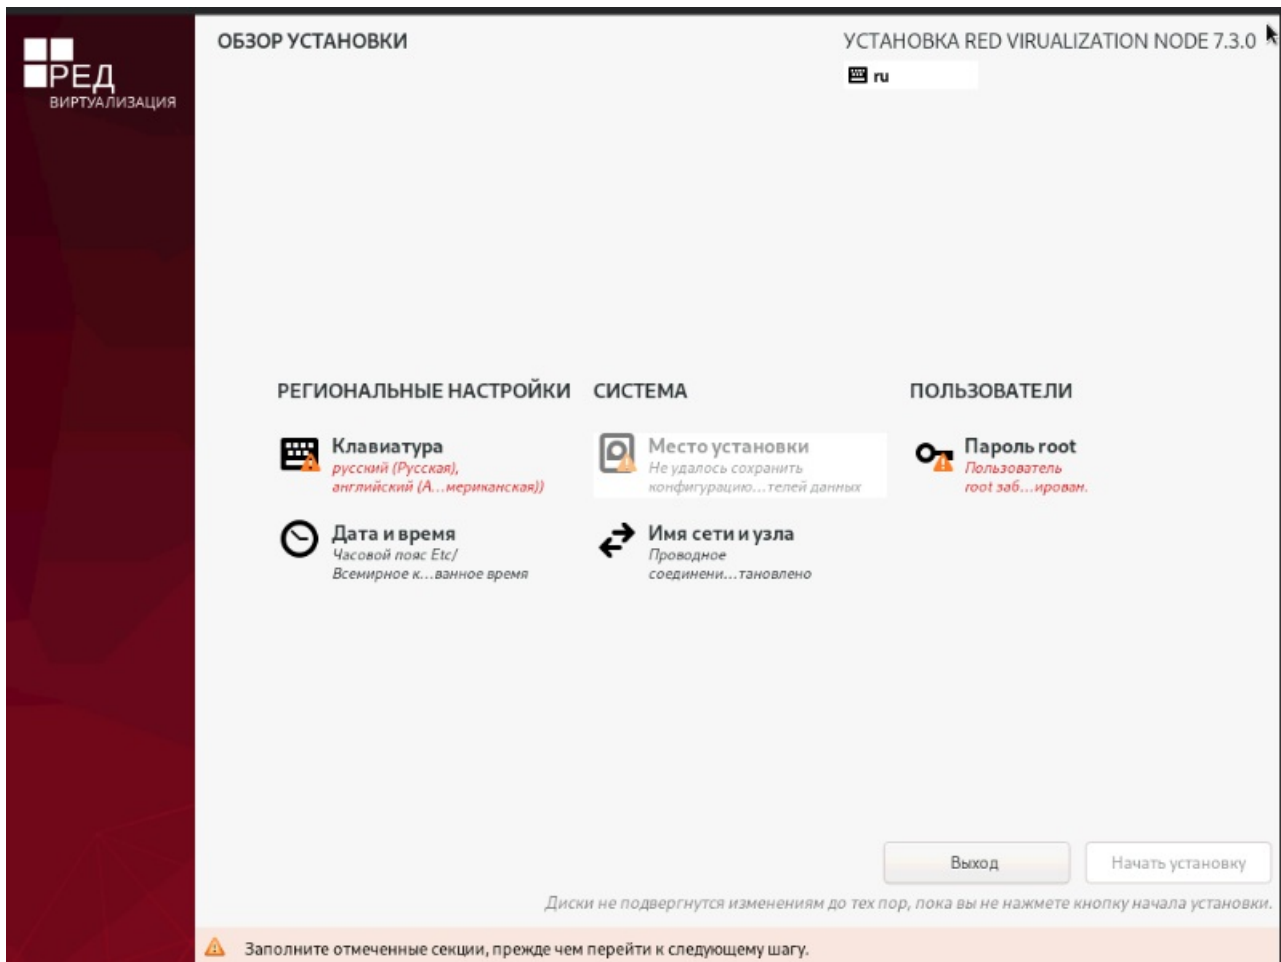 РЕД
ВИРТУАЛИЗАЦИЯ
ОБЗОР УСТАНОВКИ
УСТАНОВКА RED VIRUALIZATION NODE 7.3.0
ru
РЕГИОНАЛЬНЫЕ НАСТРОЙКИ
Клавиатура
русский (Русская),
английский (А...мериканская))
Дата и время
Часовой пояс Etc/
Всемирное к...ванное время
СИСТЕМА
Место установки
Не удалось сохранить
конфигурацию...телей данных
Имя сети и узла
Проводное
соединени...тановлено
ПОЛЬЗОВАТЕЛИ
Пароль root
Пользователь
root заб...ирован.
Выход
Начать установку
Диски не подвергнутся изменениям до тех пор, пока вы не нажмете кнопку начала установки.
Заполните отмеченные секции, прежде чем перейти к следующему шагу.